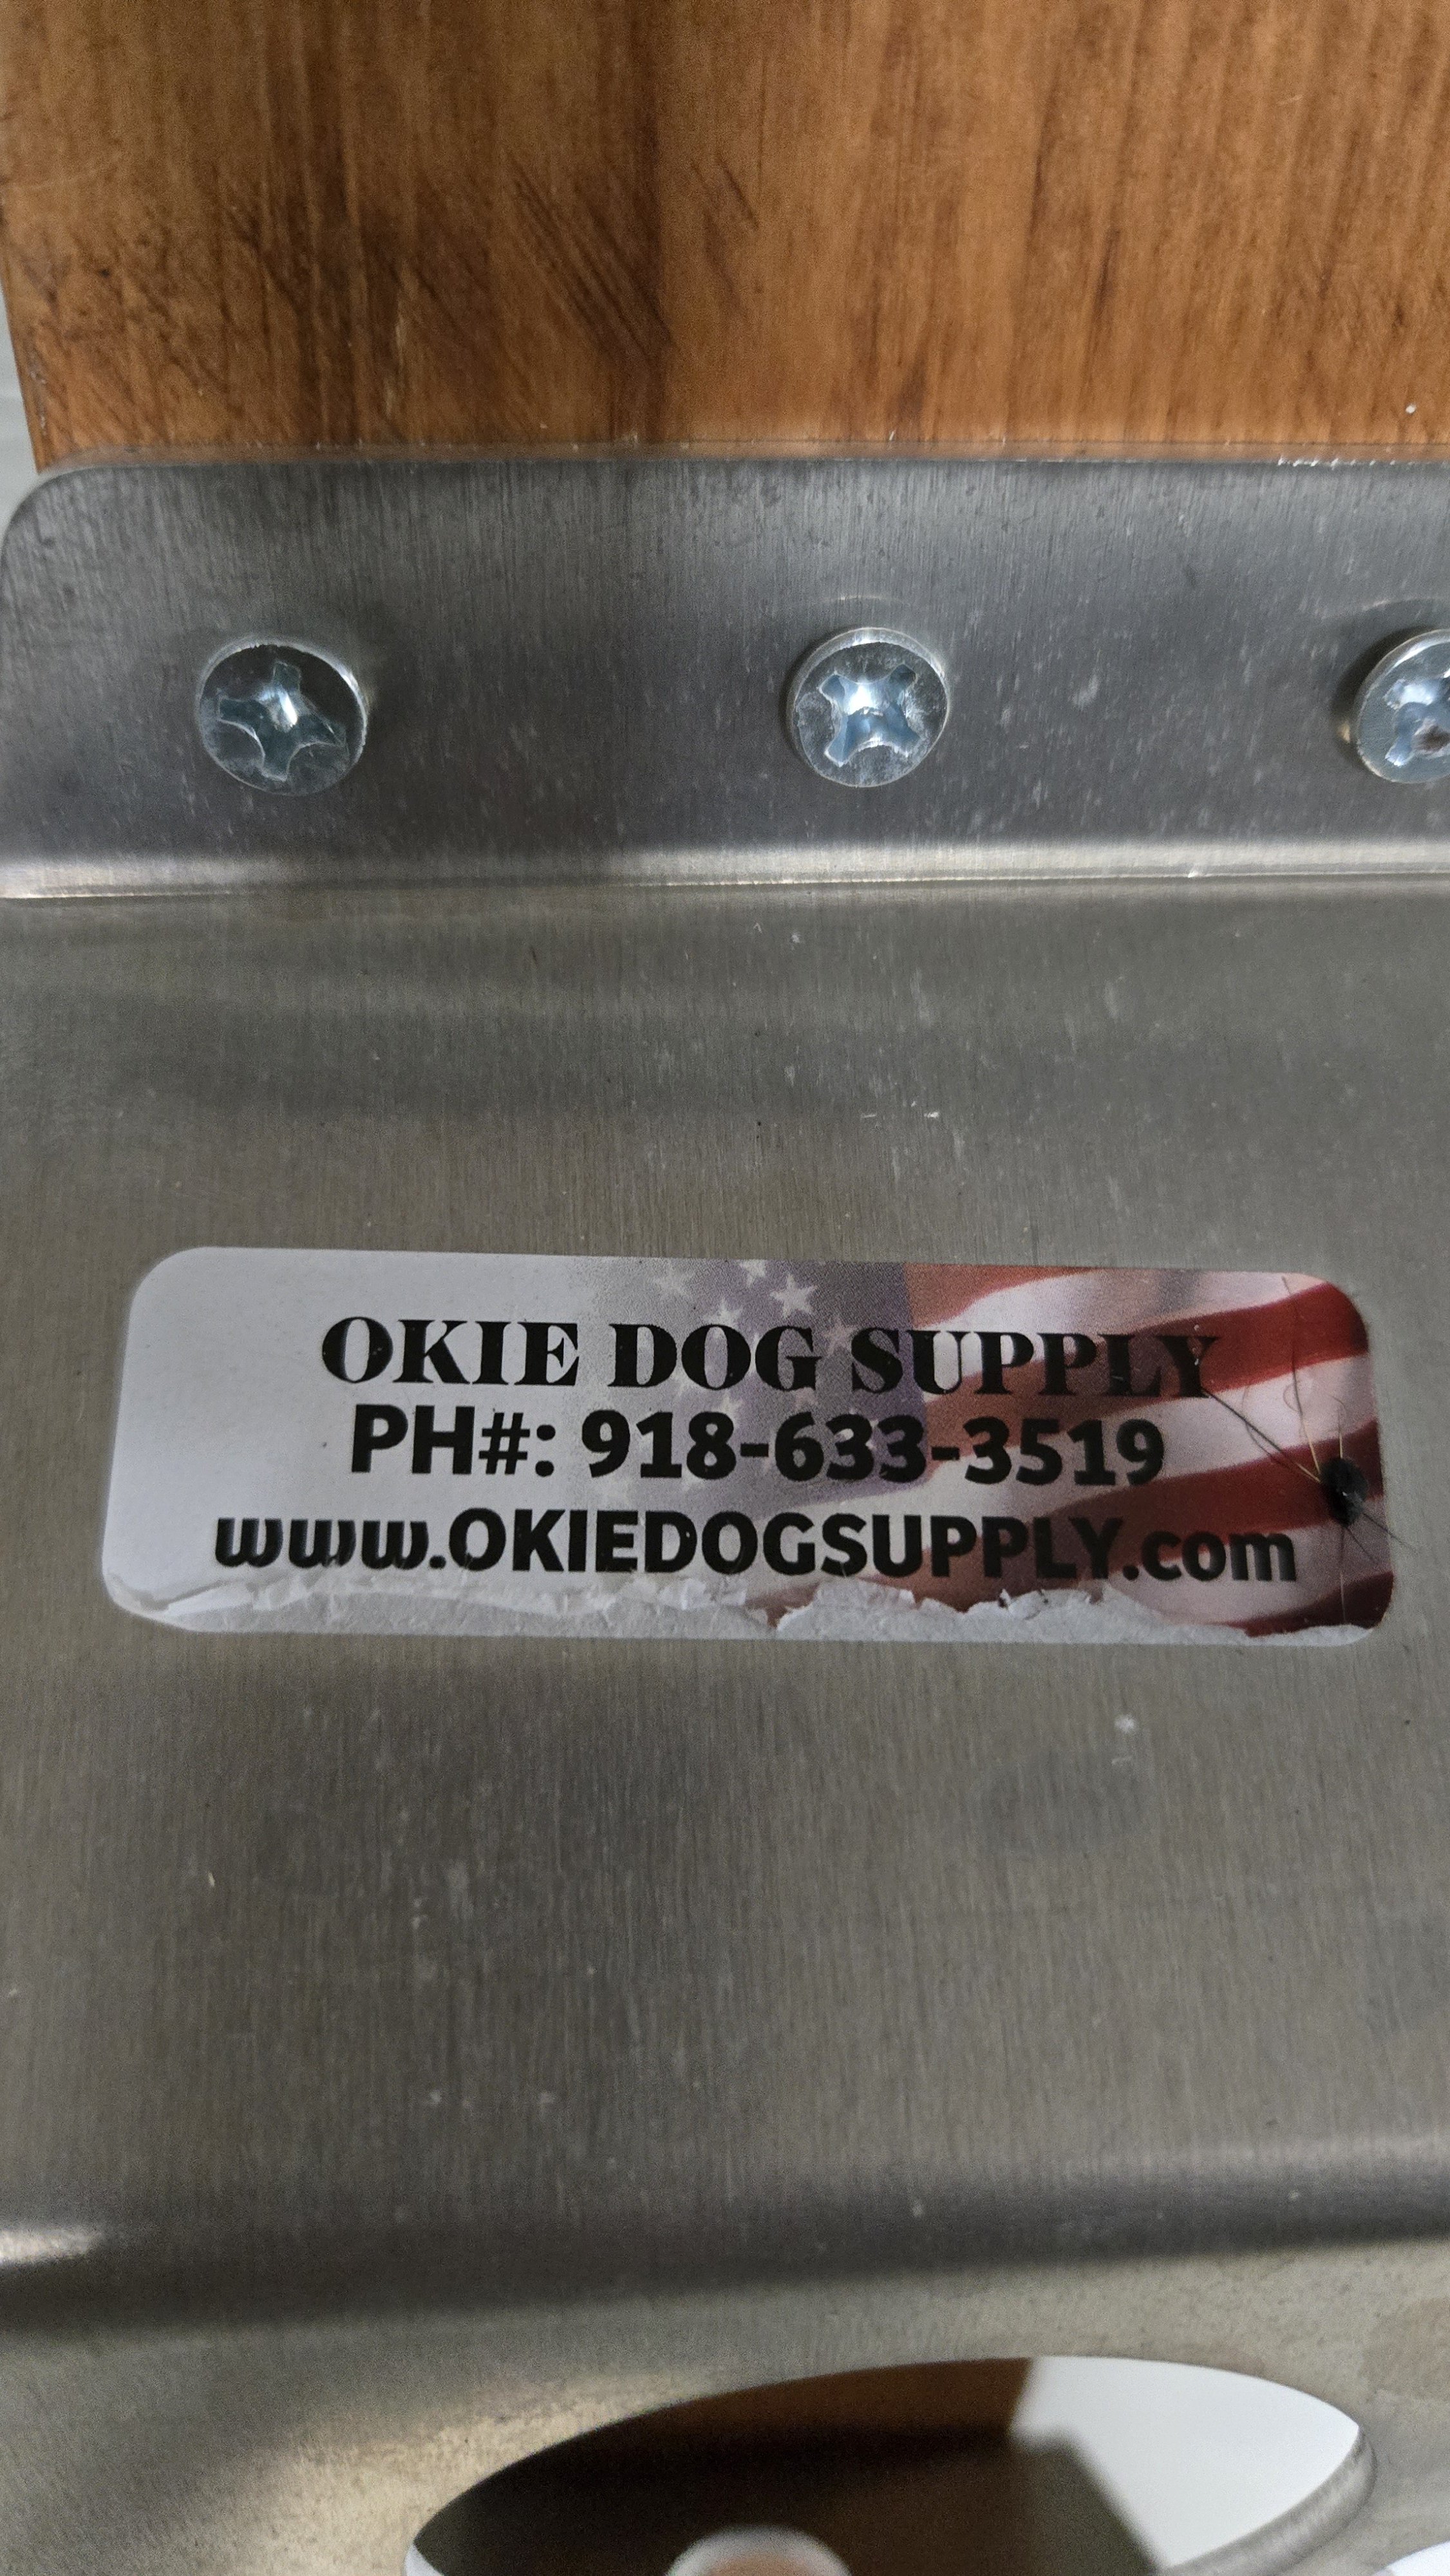 OKIE DOG SUPPLY
PH#: 918-633-3519
www.OKIEDOGSUPPLY.com